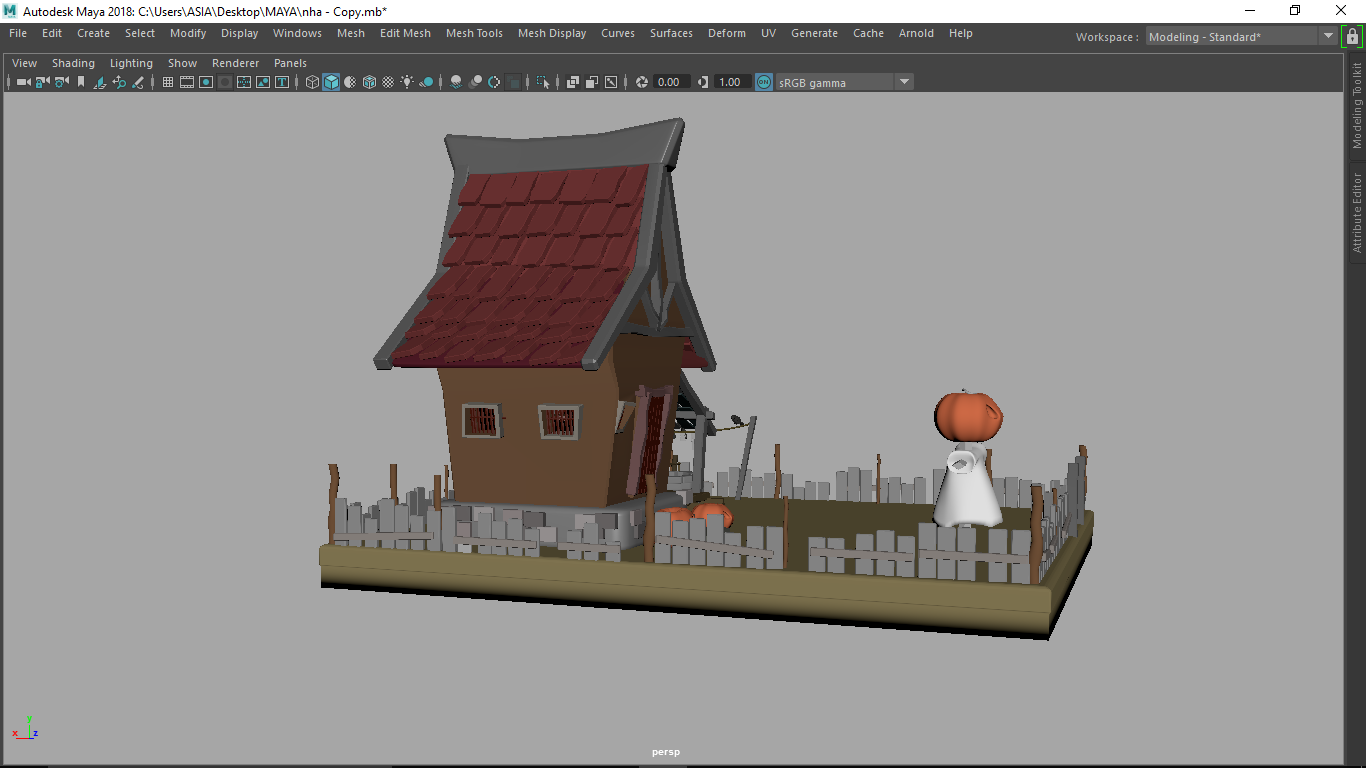 Autodesk Maya 2018: C:\Users\ASIA\Desktop\MAYA\nha - Copy.mb*
File Edit Create Select Modify Display Windows Mesh Edit Mesh Mesh Tools Mesh Display Curves Surfaces Deform UV Generate Cache Arnold Help Workspace : Modeling - Standard*
View Shading Lighting Show Renderer Panels
0.00 1.00 ON sRGB gamma
Modeling Toolkit
Attribute Editor
y
x z
persp